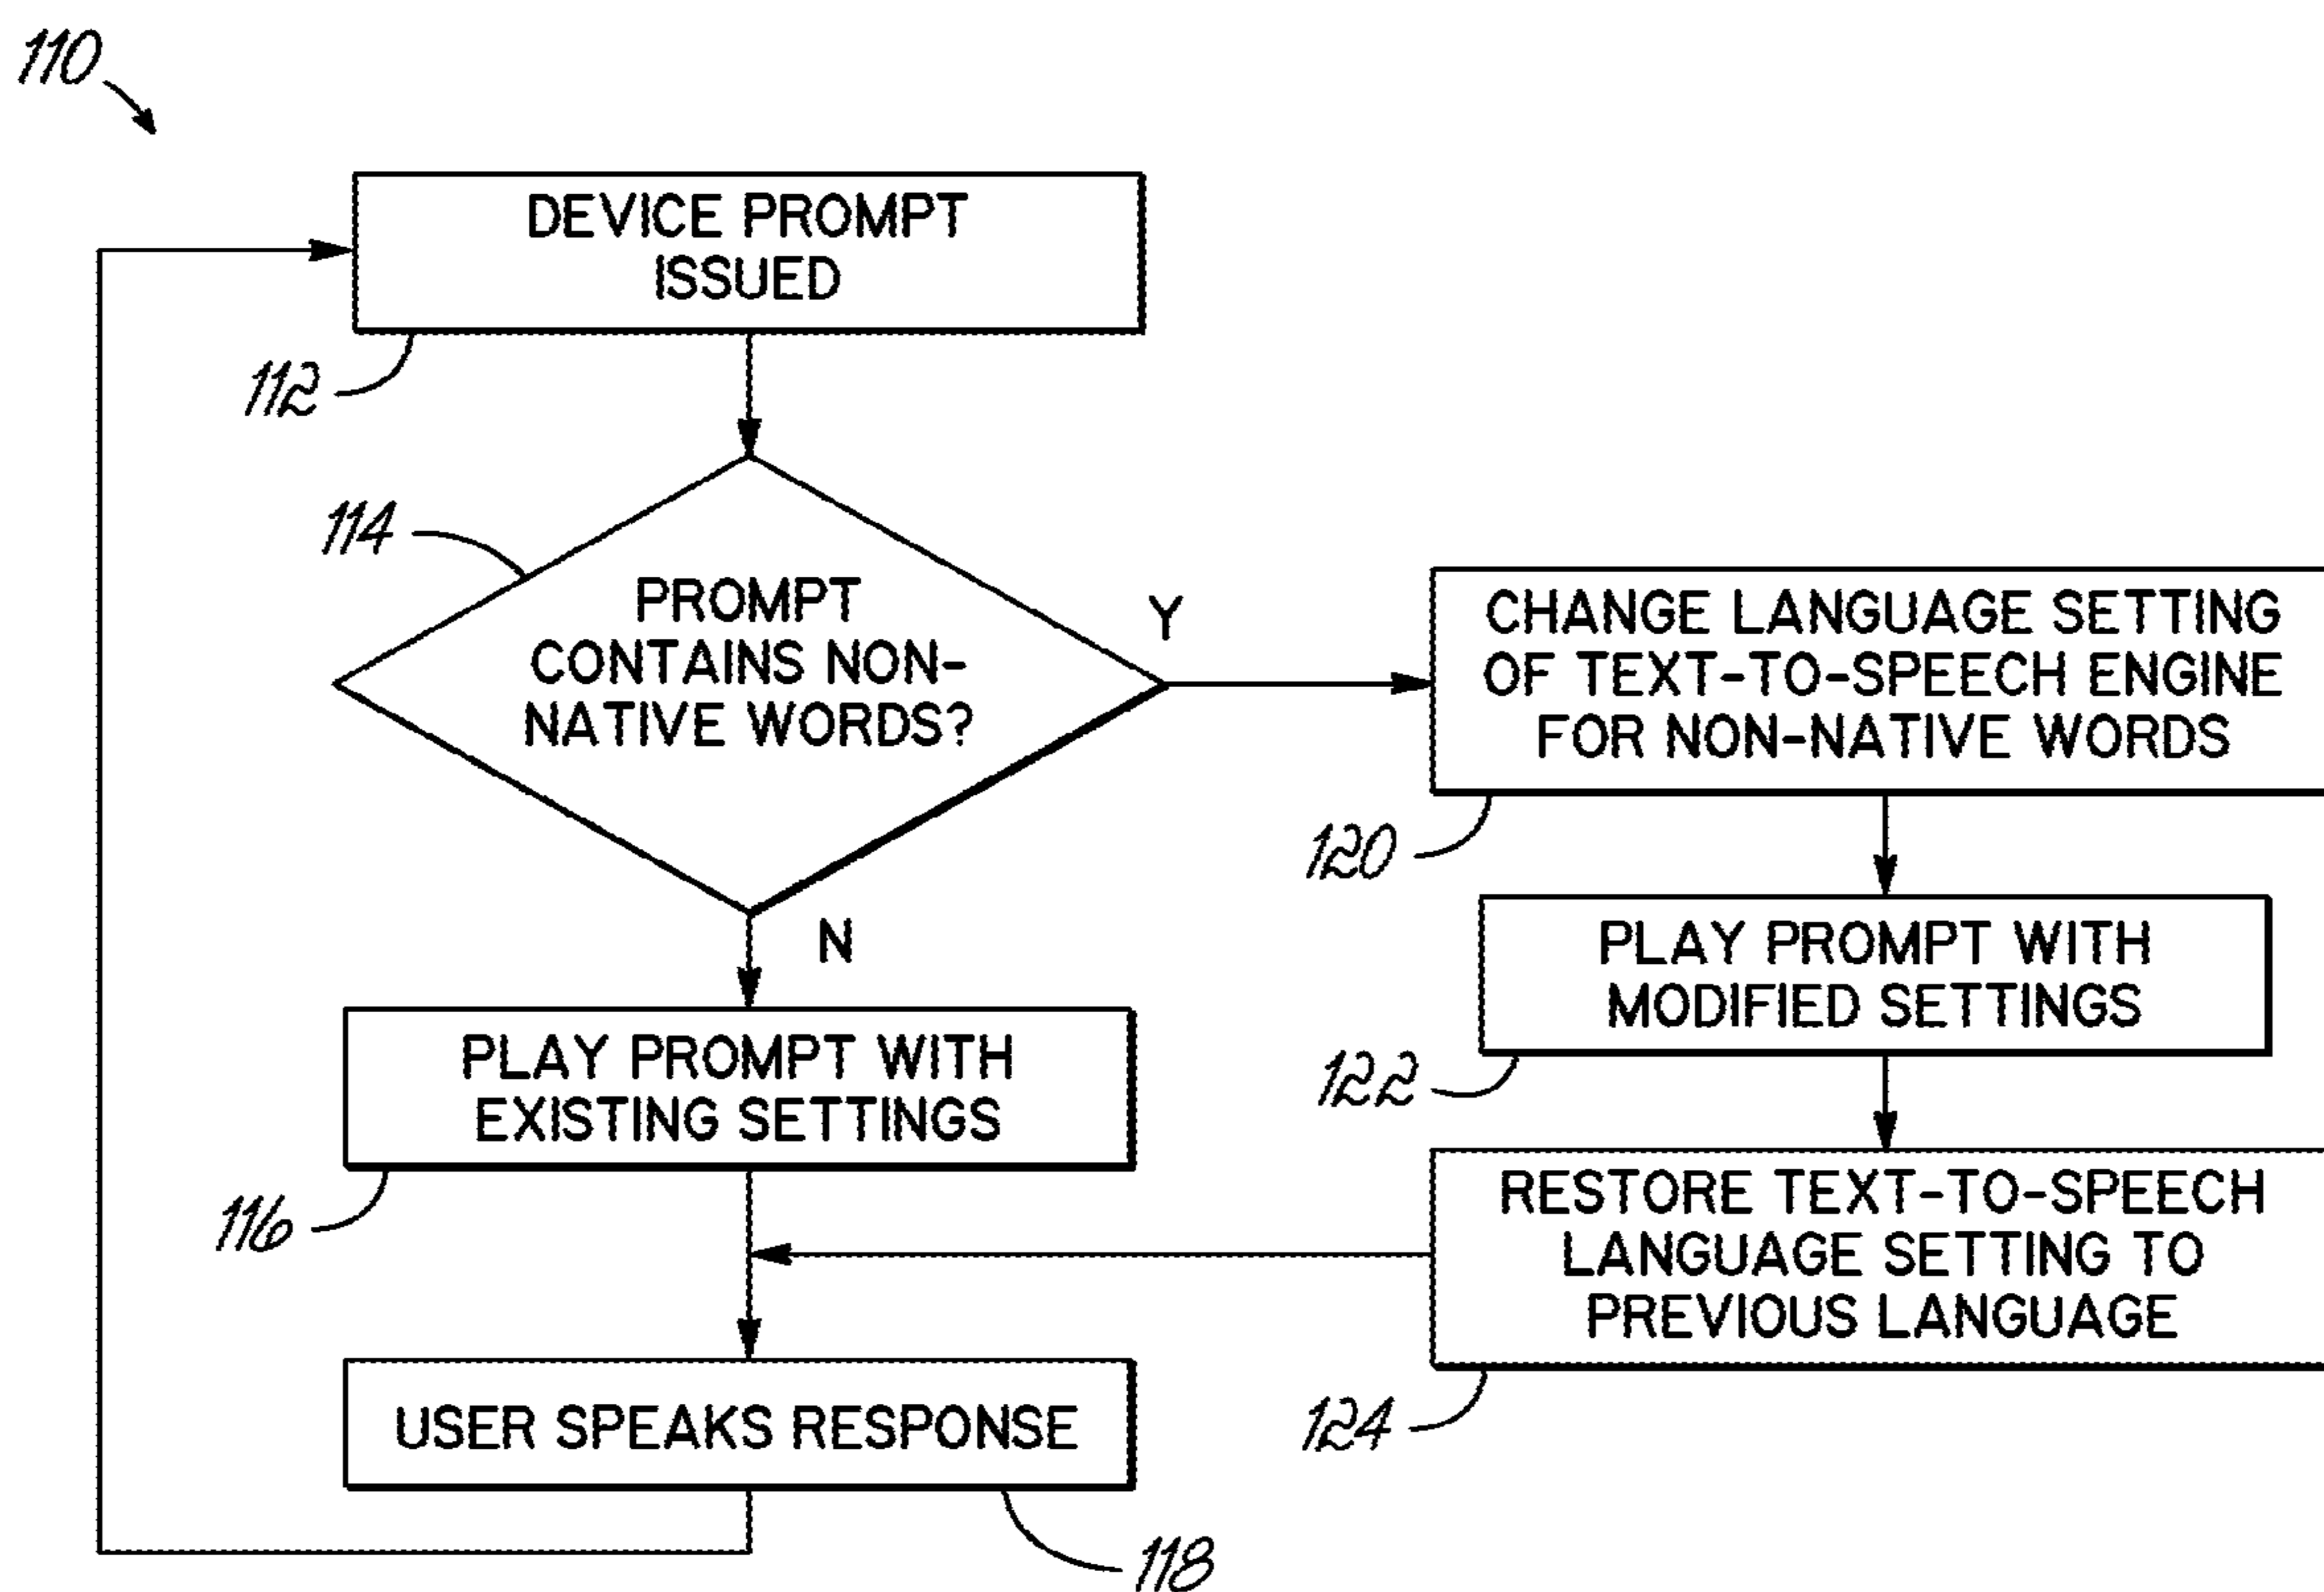 110
DEVICE PROMPT
ISSUED
112
114
PROMPT
CONTAINS NON-
NATIVE WORDS?
Y
N
CHANGE LANGUAGE SETTING
OF TEXT-TO-SPEECH ENGINE
FOR NON-NATIVE WORDS
120
PLAY PROMPT WITH
MODIFIED SETTINGS
122
PLAY PROMPT WITH
EXISTING SETTINGS
116
RESTORE TEXT-TO-SPEECH
LANGUAGE SETTING TO
PREVIOUS LANGUAGE
124
USER SPEAKS RESPONSE
118